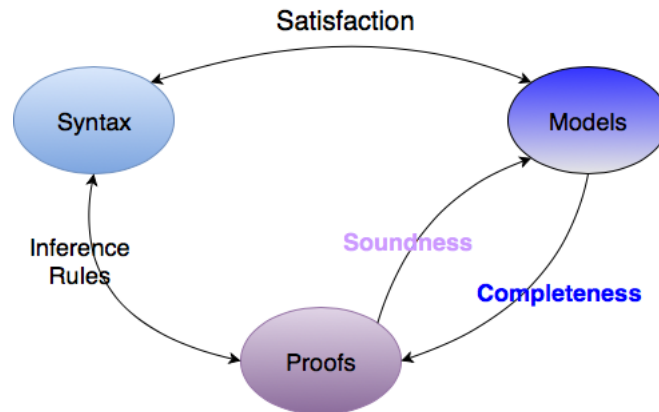 Satisfaction
Syntax
Models
Inference
Rules
Soundness
Completeness
Proofs